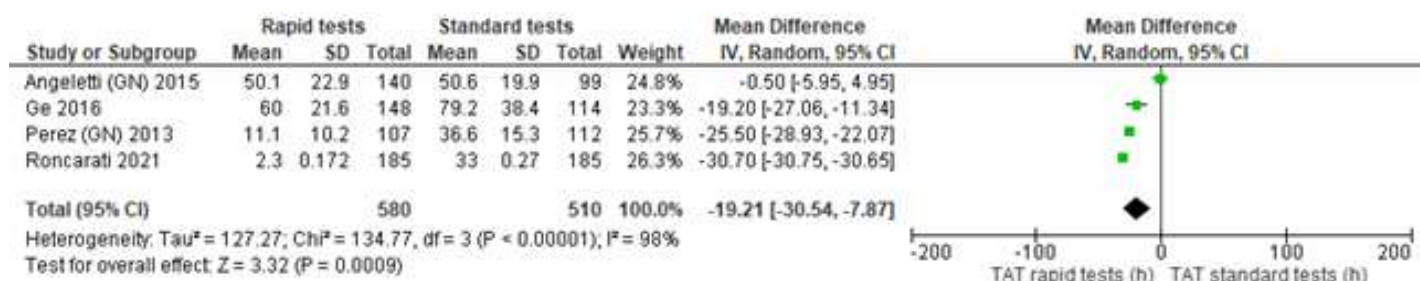 Rapid tests Standard tests Mean Difference Mean Difference
Study or Subgroup Mean SD Total Mean SD Total Weight IV, Random, 95% CI IV, Random, 95% CI
Angeletti (GN) 2015 50.1 22.9 140 50.6 19.9 99 24.8% -0.50 [-5.95, 4.95]
Ge 2016 60 21.6 148 79.2 38.4 114 23.3% -19.20 [-27.06, -11.34]
Perez (GN) 2013 11.1 10.2 107 36.6 15.3 112 25.7% -25.50 [-28.93, -22.07]
Roncarati 2021 2.3 0.172 185 33 0.27 185 26.3% -30.70 [-30.75, -30.65]
Total (95% CI) 580 510 100.0% -19.21 [-30.54, -7.87]
Heterogeneity: Tau² = 127.27; Chi² = 134.77, df = 3 (P < 0.00001); I² = 98%
Test for overall effect: Z = 3.32 (P = 0.0009)
-200 -100 0 100 200
TAT rapid tests (h) TAT standard tests (h)